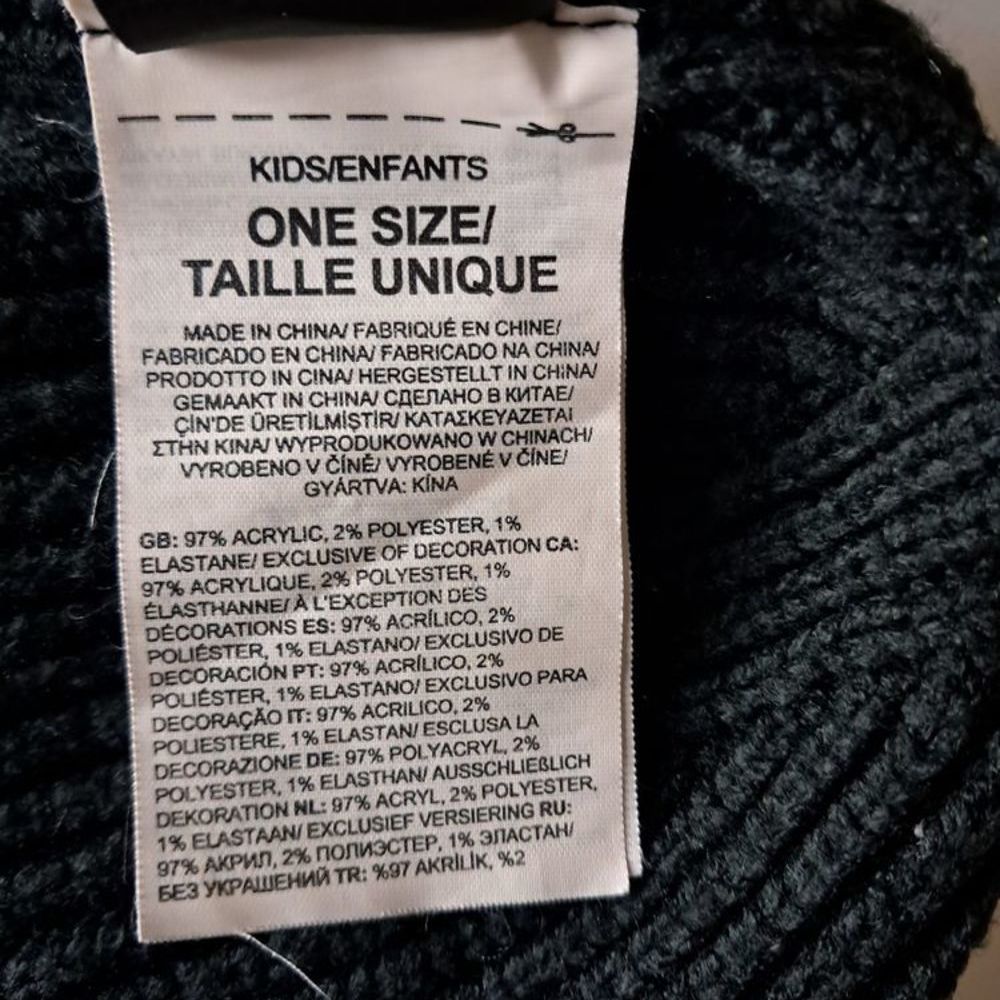 KIDS/ENFANTS
ONE SIZE/
TAILLE UNIQUE
MADE IN CHINA/ FABRIQUÉ EN CHINE/
FABRICADO EN CHINA/ FABRICADO NA CHINA/
PRODOTTO IN CINA/ HERGESTELLT IN CHINA/
GEMAAKT IN CHINA/ СДЕЛАНО В КИТАЕ/
ÇİN'DE ÜRETİLMİŞTİR/ ΚΑΤΑΣΚΕΥΑΖΕΤΑΙ
ΣΤΗΝ ΚΙΝΑ/ WYPRODUKOWANO W CHINACH/
VYROBENO V ČÍNĚ/ VYROBENÉ V ČÍNE/
GYÁRTVA: KÍNA
GB: 97% ACRYLIC, 2% POLYESTER, 1%
ELASTANE/ EXCLUSIVE OF DECORATION CA:
97% ACRYLIQUE, 2% POLYESTER, 1%
ÉLASTHANNE/ À L'EXCEPTION DES
DÉCORATIONS ES: 97% ACRÍLICO, 2%
POLIÉSTER, 1% ELASTANO/ EXCLUSIVO DE
DECORACIÓN PT: 97% ACRÍLICO, 2%
POLIÉSTER, 1% ELASTANO/ EXCLUSIVO PARA
DECORAÇÃO IT: 97% ACRILICO, 2%
POLIESTERE, 1% ELASTAN/ ESCLUSA LA
DECORAZIONE DE: 97% POLYACRYL, 2%
POLYESTER, 1% ELASTHAN/ AUSSCHLIEßLICH
DEKORATION NL: 97% ACRYL, 2% POLYESTER,
1% ELASTAAN/ EXCLUSIEF VERSIERING RU:
97% АКРИЛ, 2% ПОЛИЭСТЕР, 1% ЭЛАСТАН/
БЕЗ УКРАШЕНИЙ TR: %97 AKRİLİK, %2